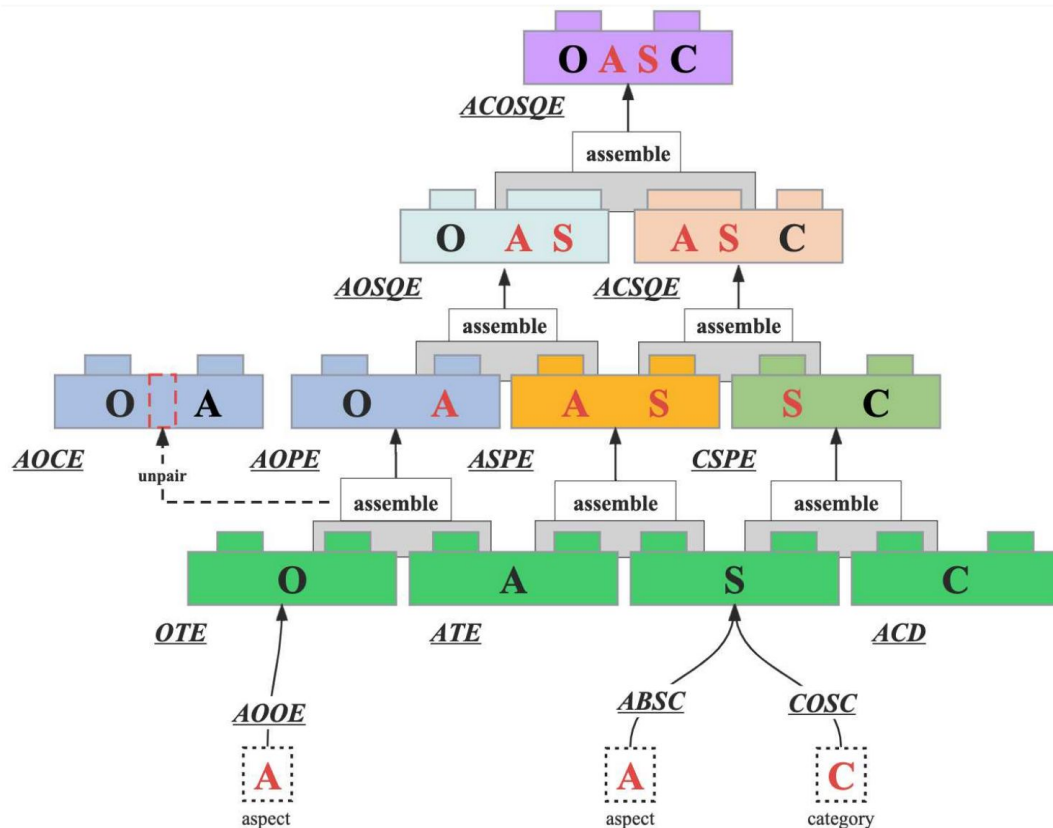 O A S C
ACOSQE
assemble
O A S
A S C
AOSQE
ACSQE
assemble
assemble
O A
O A
A S
S C
AOCE
unpair
AOPE
ASPE
CSPE
assemble
assemble
assemble
O
A
S
C
OTE
ATE
ACD
AOOE
ABSC
COSC
A
A
C
aspect
aspect
category